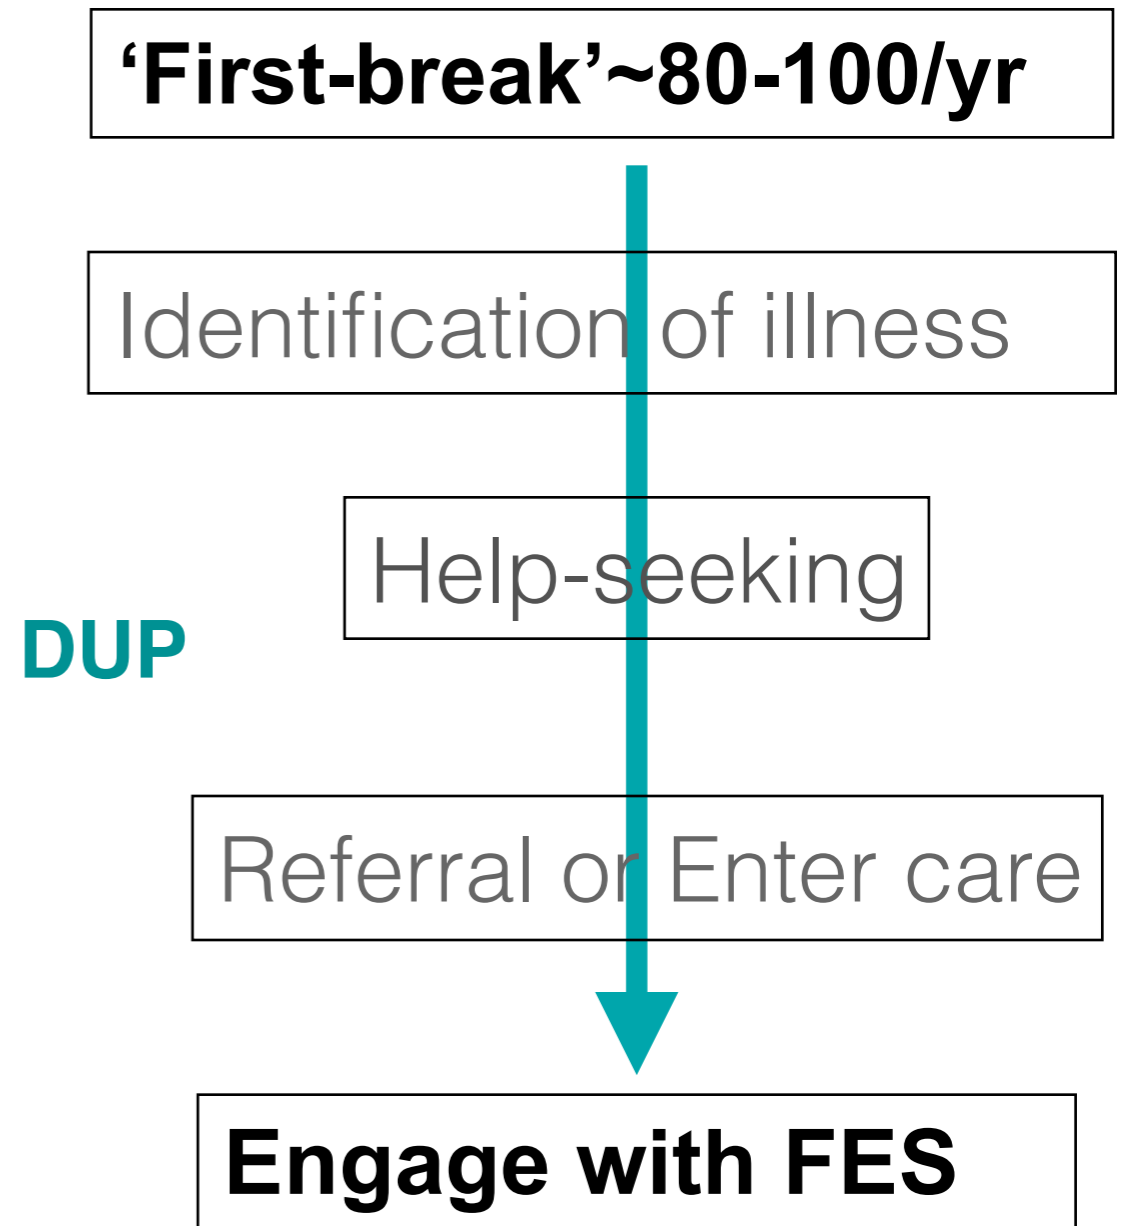 ‘First-break’~80-100/yr
Identification of illness
Help-seeking
DUP
Referral or Enter care
Engage with FES